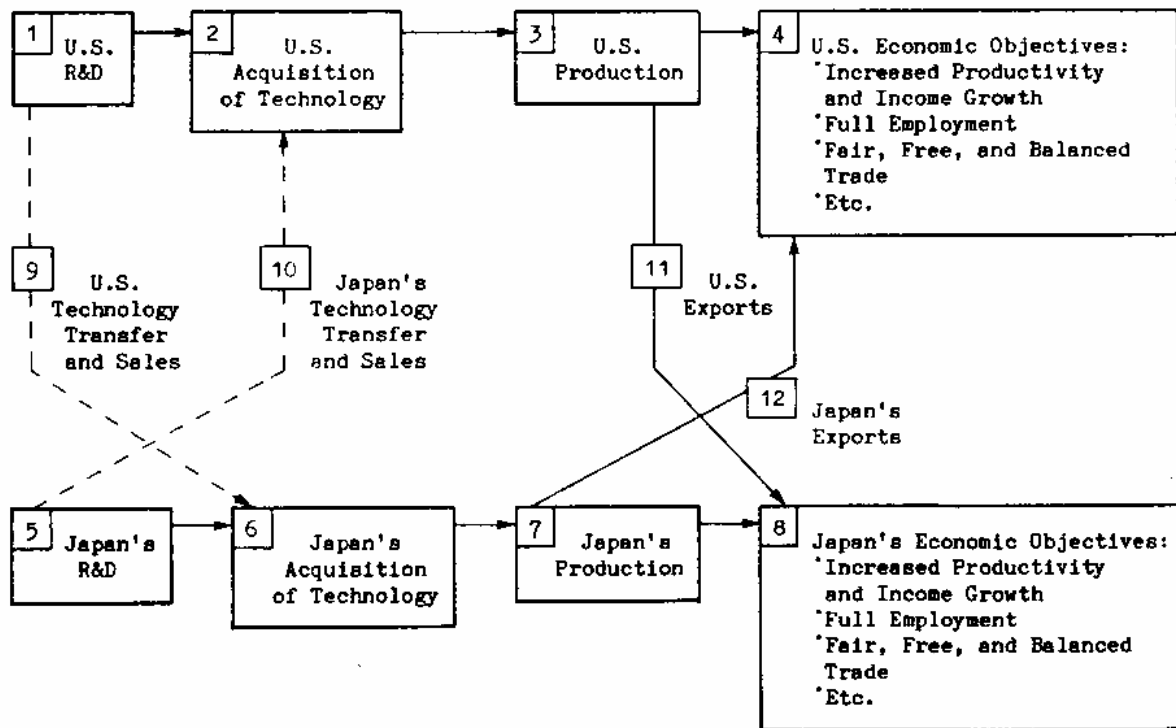 1
U.S.
R&D
2
U.S.
Acquisition
of Technology
3
U.S.
Production
4
U.S. Economic Objectives:
·Increased Productivity
and Income Growth
·Full Employment
·Fair, Free, and Balanced
Trade
·Etc.
9
U.S.
Technology
Transfer
and Sales
10
Japan's
Technology
Transfer
and Sales
11
U.S.
Exports
12
Japan's
Exports
5
Japan's
R&D
6
Japan's
Acquisition
of Technology
7
Japan's
Production
8
Japan's Economic Objectives:
·Increased Productivity
and Income Growth
·Full Employment
·Fair, Free, and Balanced
Trade
·Etc.